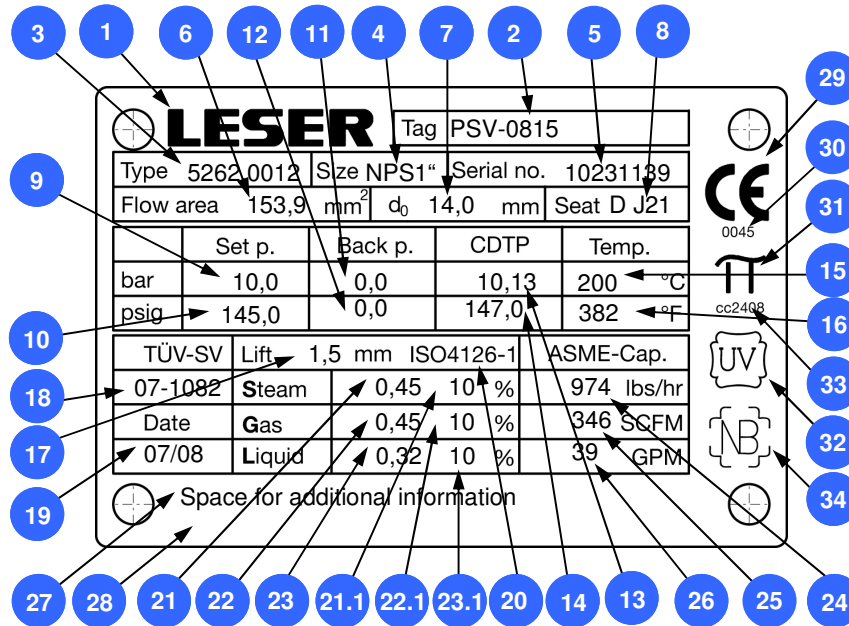 3 1 6 12 11 4 7 2 5 8
29
LESER Tag PSV-0815
30
Type 5262.0012 Size NPS1“ Serial no. 10231139
9
CE
31
Flow area 153,9 mm² d₀ 14,0 mm Seat D J21
0045
Set p. Back p. CDTP Temp.
15
bar 10,0 0,0 10,13 200 °C
psig 145,0 0,0 147,0 382 °F
cc2408
10 16
TÜV-SV Lift 1,5 mm ISO4126-1 ASME-Cap.
UV
33
18
07-1082 Steam 0,45 10 % 974 lbs/hr
Date Gas 0,45 10 % 346 SCFM
NB
17 32
07/08 Liquid 0,32 10 % 39 GPM
19 34
Space for additional information
27 28 21 22 23 21.1 22.1 23.1 20 14 13 26 25 24